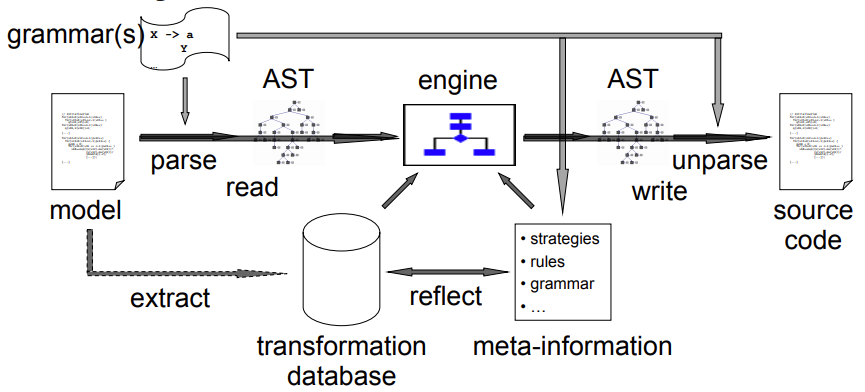 grammar(s)
X -> a
Y
...
AST
engine
AST
parse
read
unparse
write
model
source
code
• strategies
• rules
• grammar
• ...
extract
reflect
transformation
database
meta-information